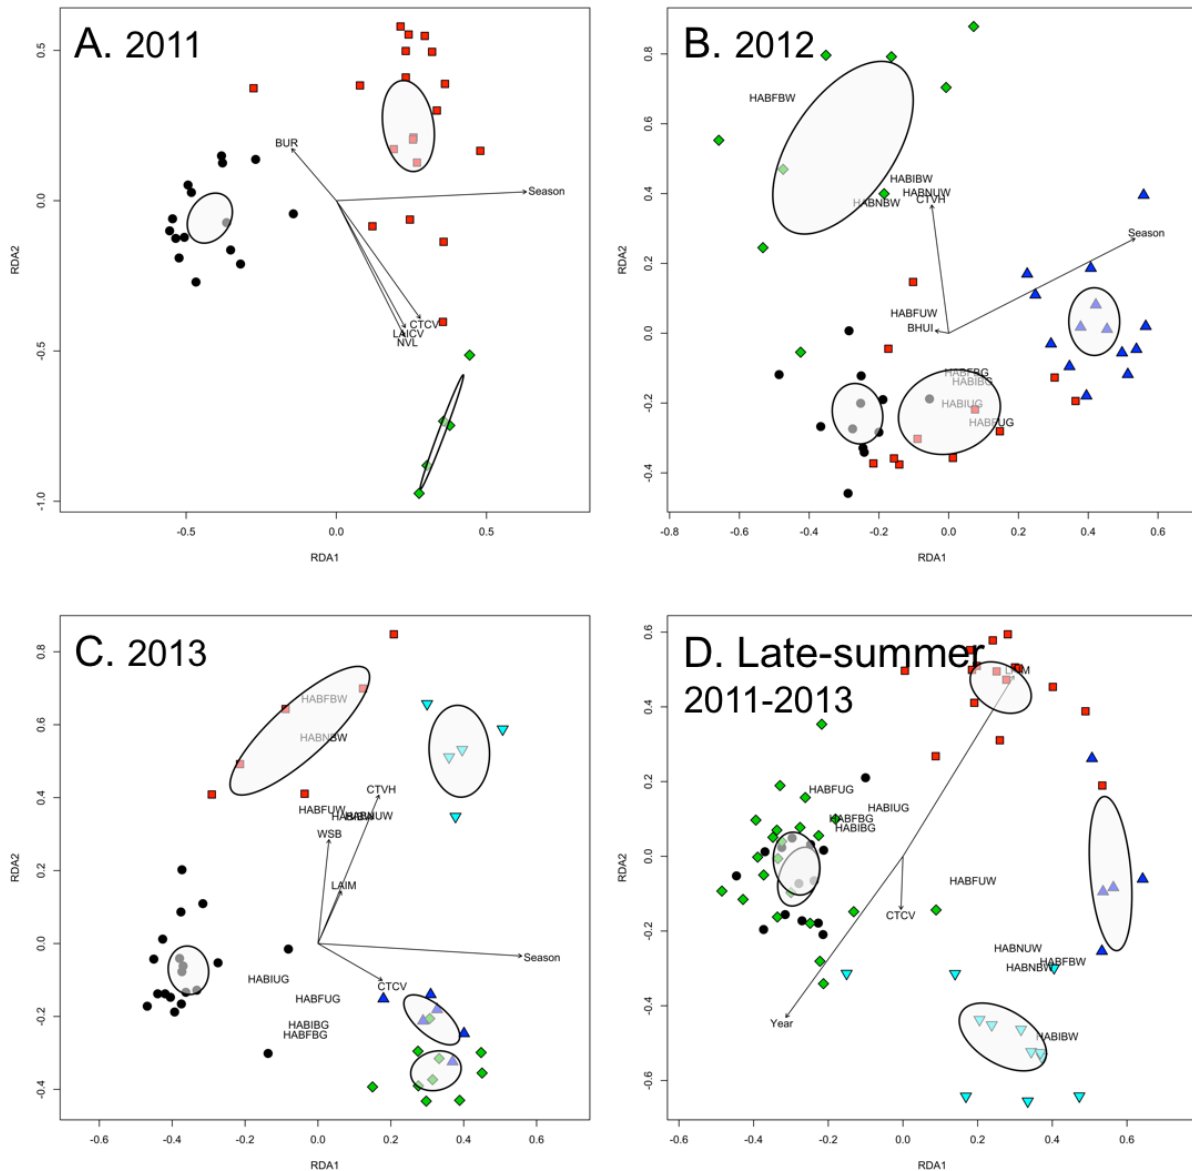 A. 2011
0.5
0.0
-0.5
-1.0
RDA2
BUR
Season
CTCV
LAICV
NVL
-0.5
0.0
0.5
RDA1
B. 2012
0.8
0.6
0.4
0.2
0.0
-0.2
-0.4
RDA2
HABFBW
HABIBW
HABNUW
HABNBW
CTVH
Season
HABFUW
BHUI
HABFBG
HABIBG
HABIUG
HABFUG
-0.8
-0.6
-0.4
-0.2
0.0
0.2
0.4
0.6
RDA1
C. 2013
0.8
0.6
0.4
0.2
0.0
-0.2
-0.4
RDA2
HABFBW
HABNBW
CTVH
HABFUW
HABIBW
HABNUW
WSB
LAIM
Season
CTCV
HABIUG
HABFUG
HABIBG
HABFBG
-0.6
-0.4
-0.2
0.0
0.2
0.4
0.6
RDA1
D. Late-summer
2011-2013
0.6
0.4
0.2
0.0
-0.2
-0.4
-0.6
RDA2
HABFUG
HABIUG
HABFBG
HABIBG
HABFUW
CTCV
HABNUW
HABFBW
HABNBW
Year
HABIBW
-0.6
-0.4
-0.2
0.0
0.2
0.4
0.6
RDA1